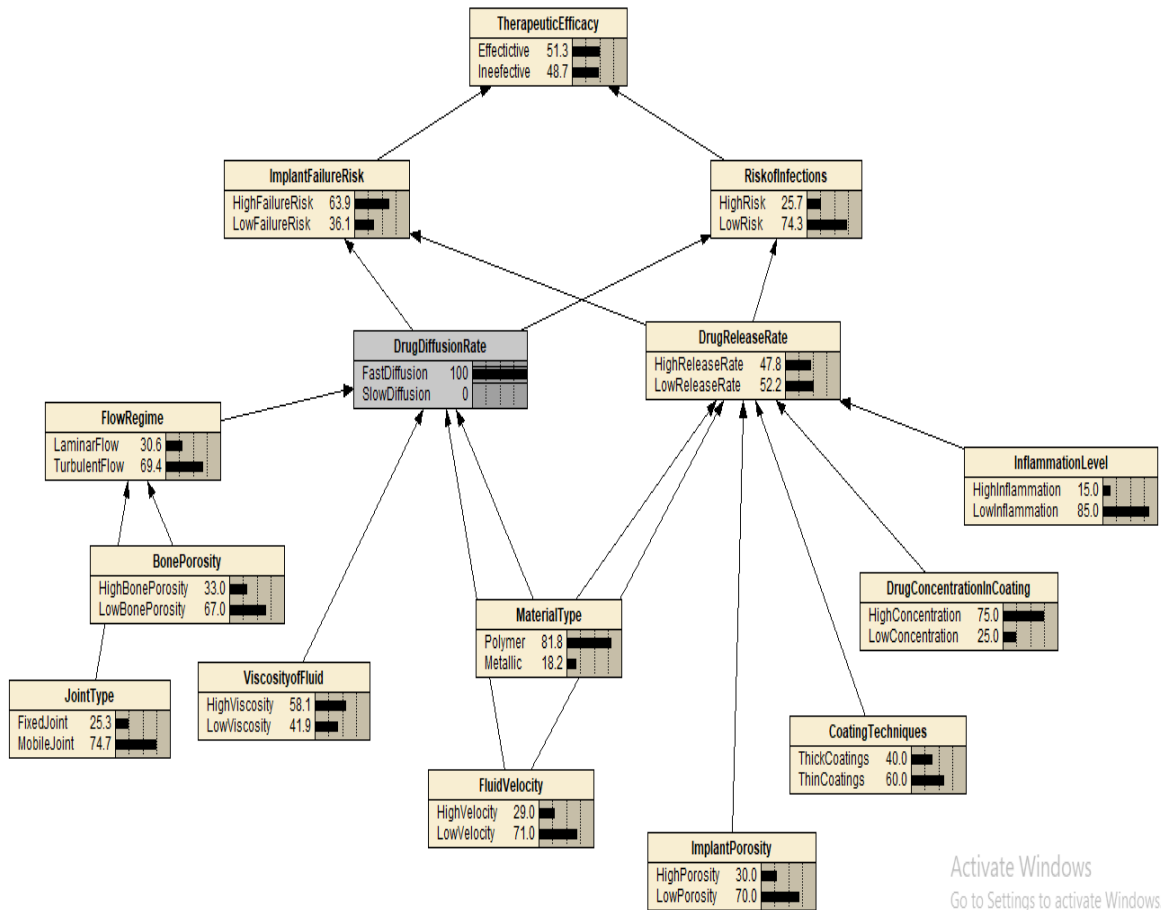 TherapeuticEfficacy
Effectictive 51.3
Ineefective 48.7
ImplantFailureRisk
HighFailureRisk 63.9
LowFailureRisk 36.1
RiskofInfections
HighRisk 25.7
LowRisk 74.3
DrugDiffusionRate
FastDiffusion 100
SlowDiffusion 0
DrugReleaseRate
HighReleaseRate 47.8
LowReleaseRate 52.2
FlowRegime
LaminarFlow 30.6
TurbulentFlow 69.4
InflammationLevel
HighInflammation 15.0
LowInflammation 85.0
BonePorosity
HighBonePorosity 33.0
LowBonePorosity 67.0
DrugConcentrationInCoating
HighConcentration 75.0
LowConcentration 25.0
MaterialType
Polymer 81.8
Metallic 18.2
ViscosityofFluid
HighViscosity 58.1
LowViscosity 41.9
JointType
FixedJoint 25.3
MobileJoint 74.7
CoatingTechniques
ThickCoatings 40.0
ThinCoatings 60.0
FluidVelocity
HighVelocity 29.0
LowVelocity 71.0
ImplantPorosity
HighPorosity 30.0
LowPorosity 70.0
Activate Windows
Go to Settings to activate Windows